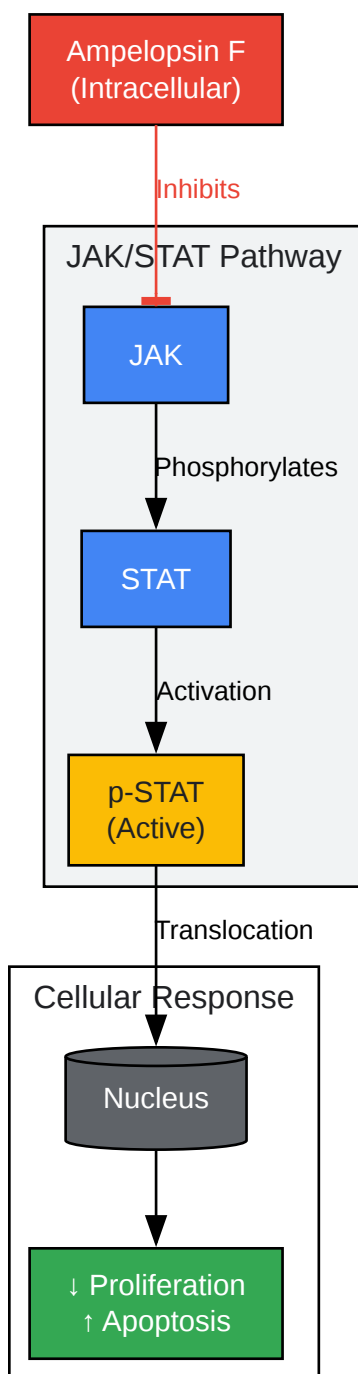 Ampelopsin F
(Intracellular)
Inhibits
JAK/STAT Pathway
JAK
Phosphorylates
STAT
Activation
p-STAT
(Active)
Translocation
Cellular Response
Nucleus
↓ Proliferation
↑ Apoptosis